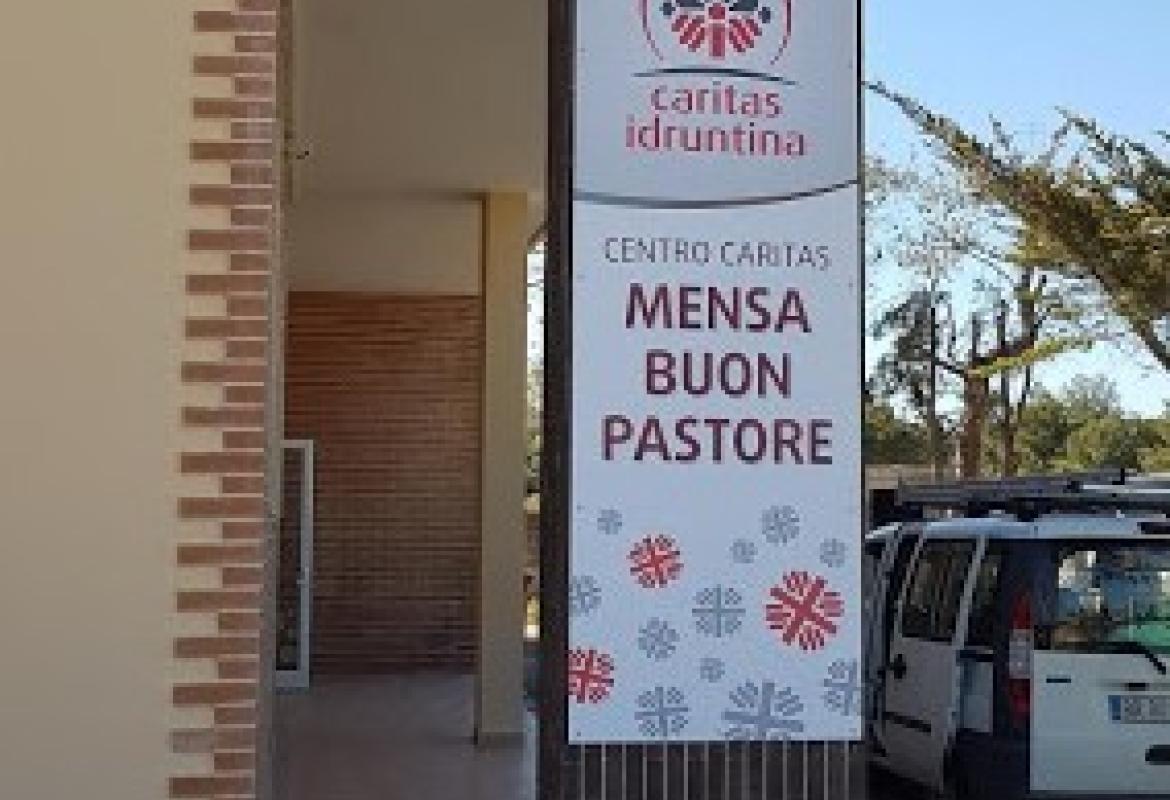 caritas
idruntina
CENTRO CARITAS
MENSA
BUON
PASTORE